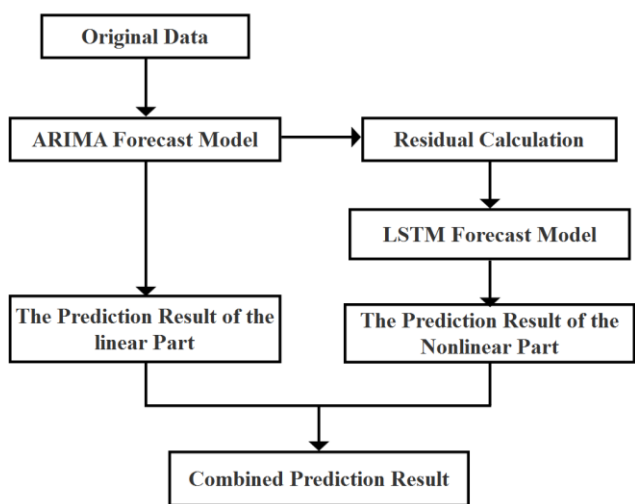 Original Data
ARIMA Forecast Model
Residual Calculation
LSTM Forecast Model
The Prediction Result of the
linear Part
The Prediction Result of the
Nonlinear Part
Combined Prediction Result